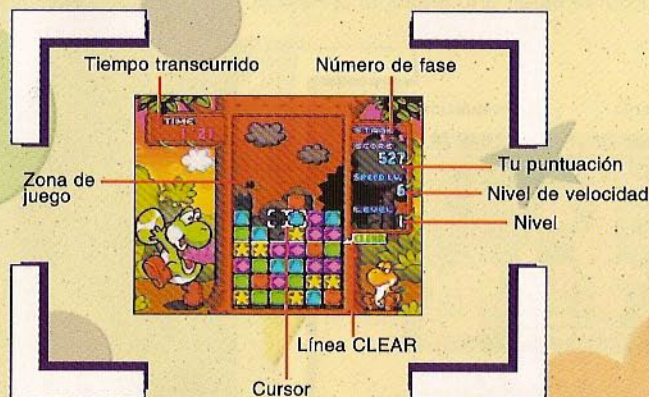 Tiempo transcurrido
Número de fase
TIME
1'21
STAGE
SCORE
527
Tu puntuación
SPEED LV.
6
Nivel de velocidad
LEVEL
1
Nivel
CLEAR
Zona de
juego
Línea CLEAR
Cursor